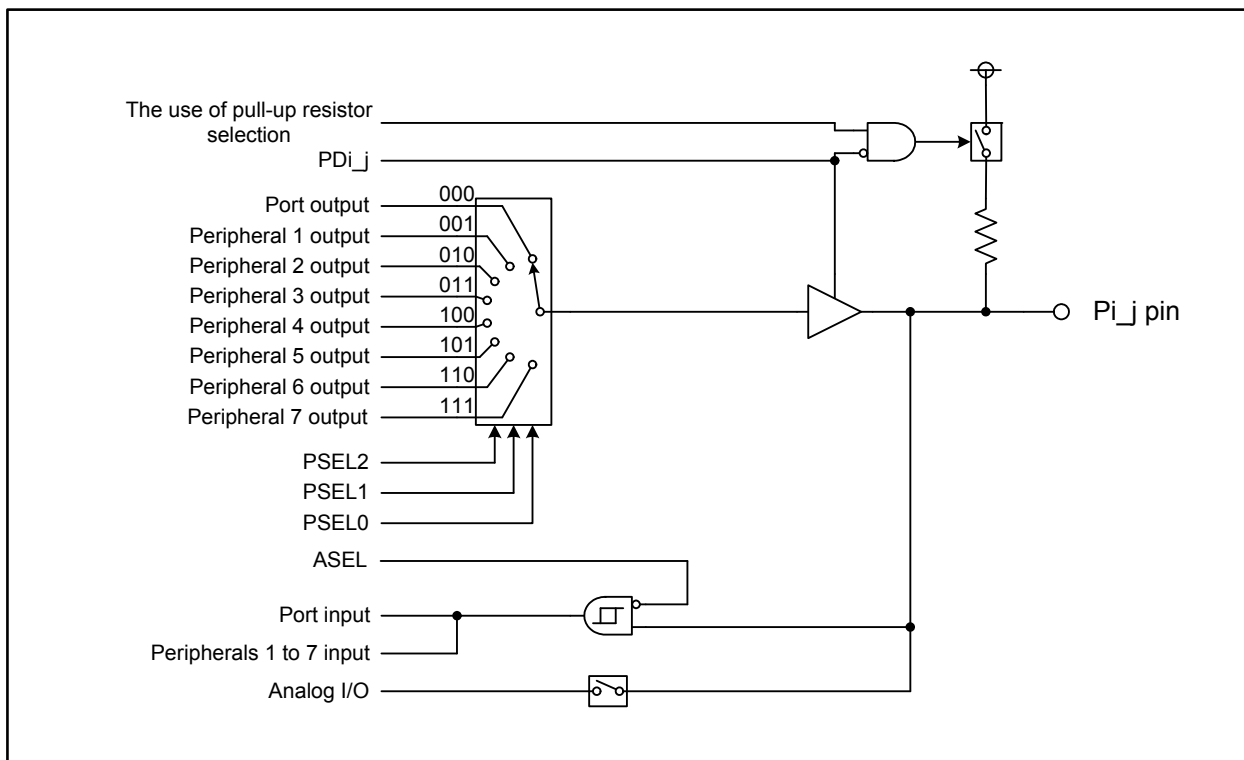 The use of pull-up resistor
selection
PDi_j
Port output 000
Peripheral 1 output 001
Peripheral 2 output 010
Peripheral 3 output 011
Peripheral 4 output 100
Peripheral 5 output 101
Peripheral 6 output 110
Peripheral 7 output 111
Pi_j pin
PSEL2
PSEL1
PSEL0
ASEL
Port input
Peripherals 1 to 7 input
Analog I/O